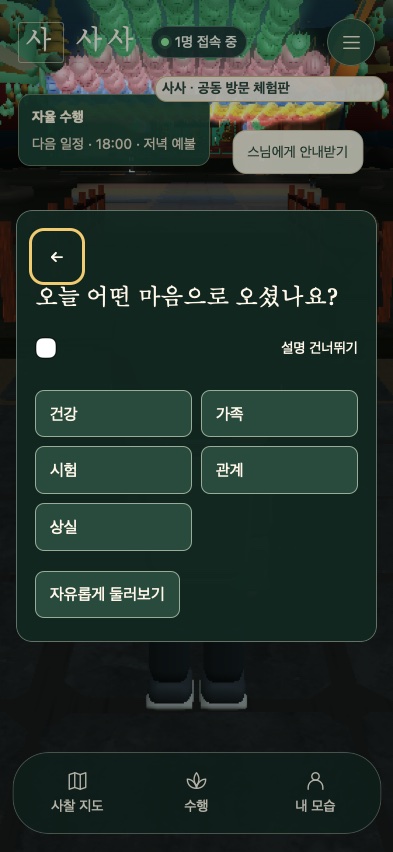 사 사사
1명 접속 중
사사 · 공동 방문 체험판
자율 수행
다음 일정 · 18:00 · 저녁 예불
스님에게 안내받기
오늘 어떤 마음으로 오셨나요?
설명 건너뛰기
건강
가족
시험
관계
상실
자유롭게 둘러보기
사찰 지도
수행
내 모습